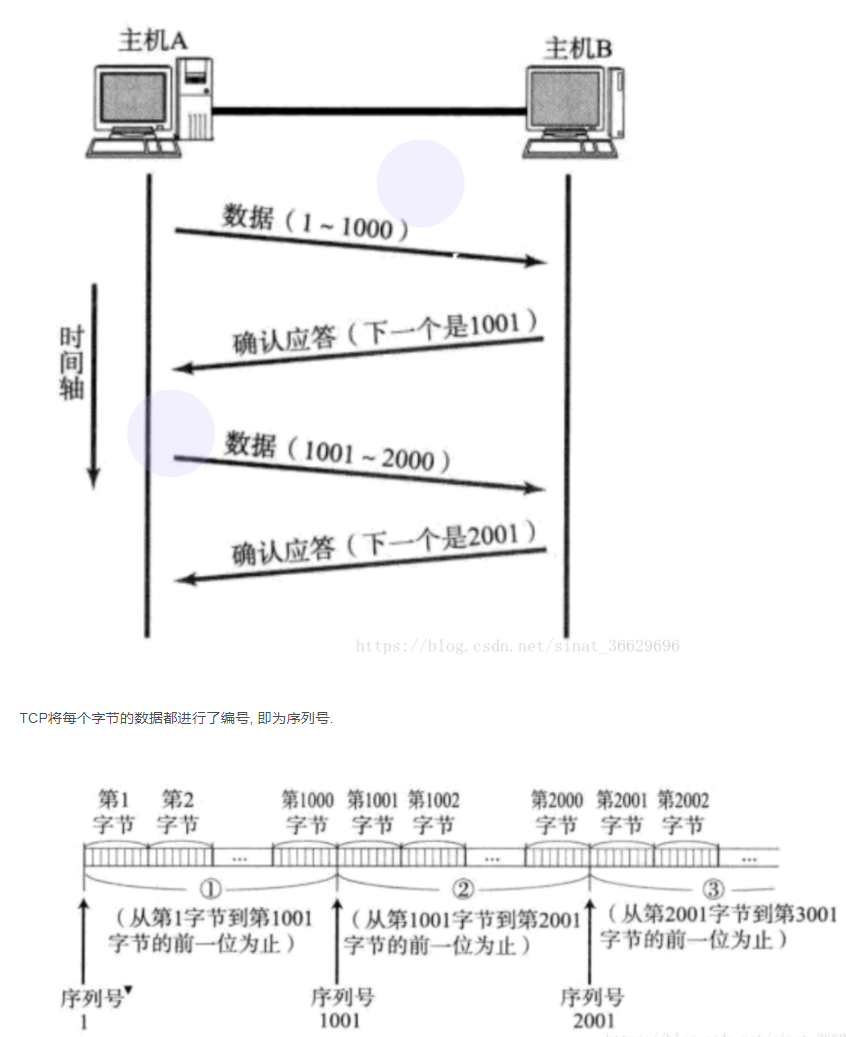 主机A
主机B
数据（1～1000）
确认应答（下一个是1001）
时间轴
数据（1001～2000）
确认应答（下一个是2001）
https://blog.csdn.net/sinat_36629696
TCP将每个字节的数据都进行了编号, 即为序列号.
第1 第2 第1000 第1001 第1002 第2000 第2001 第2002
字节 字节 字节 字节 字节 字节 字节 字节
... ... ...
① ② ③
（从第1字节到第1001 （从第1001字节到第2001 （从第2001字节到第3001
字节的前一位为止） 字节的前一位为止） 字节的前一位为止）
序列号▼ 序列号 序列号
1 1001 2001